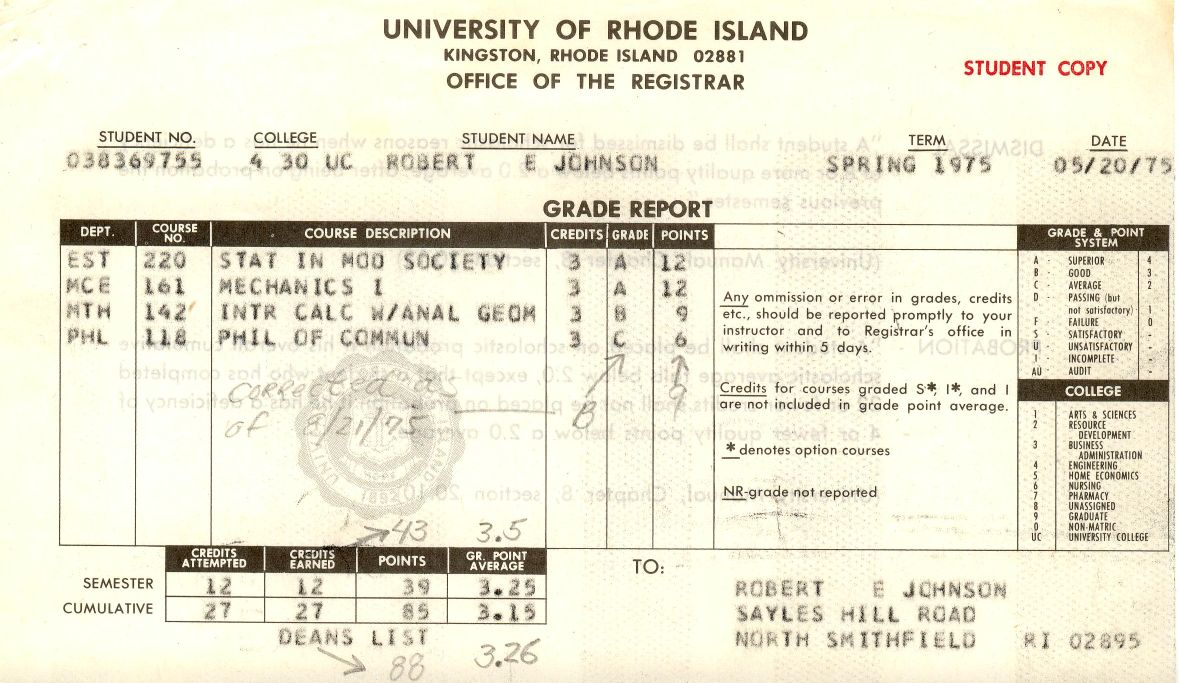 UNIVERSITY OF RHODE ISLAND
KINGSTON, RHODE ISLAND 02881
OFFICE OF THE REGISTRAR
STUDENT COPY
STUDENT NO. COLLEGE STUDENT NAME TERM DATE
038369755 4 30 UC ROBERT E JOHNSON SPRING 1975 05/20/75
GRADE REPORT
DEPT. COURSE NO. COURSE DESCRIPTION CREDITS GRADE POINTS
EST 220 STAT IN MOD SOCIETY 3 A 12
MCE 161 MECHANICS I 3 A 12
MTH 142 INTR CALC W/ANAL GEOM 3 B 9
PHL 118 PHIL OF COMMUN 3 C 6
corrected as
of 8/21/75
B
9
43 3.5
Any ommission or error in grades, credits
etc., should be reported promptly to your
instructor and to Registrar's office in
writing within 5 days.
Credits for courses graded S*, I*, and I
are not included in grade point average.
*denotes option courses
NR-grade not reported
GRADE & POINT
SYSTEM
A - SUPERIOR - 4
B - GOOD - 3
C - AVERAGE - 2
D - PASSING (but
not satisfactory) 1
F - FAILURE 0
S - SATISFACTORY -
U - UNSATISFACTORY -
I - INCOMPLETE -
AU - AUDIT -
COLLEGE
1 ARTS & SCIENCES
2 RESOURCE
DEVELOPMENT
3 BUSINESS
ADMINISTRATION
4 ENGINEERING
5 HOME ECONOMICS
6 NURSING
7 PHARMACY
8 UNASSIGNED
9 GRADUATE
0 NON-MATRIC
UC UNIVERSITY COLLEGE
CREDITS ATTEMPTED CREDITS EARNED POINTS GR. POINT AVERAGE
SEMESTER 12 12 39 3.25
CUMULATIVE 27 27 85 3.15
DEANS LIST
88 3.26
TO:
ROBERT E JOHNSON
SAYLES HILL ROAD
NORTH SMITHFIELD RI 02895